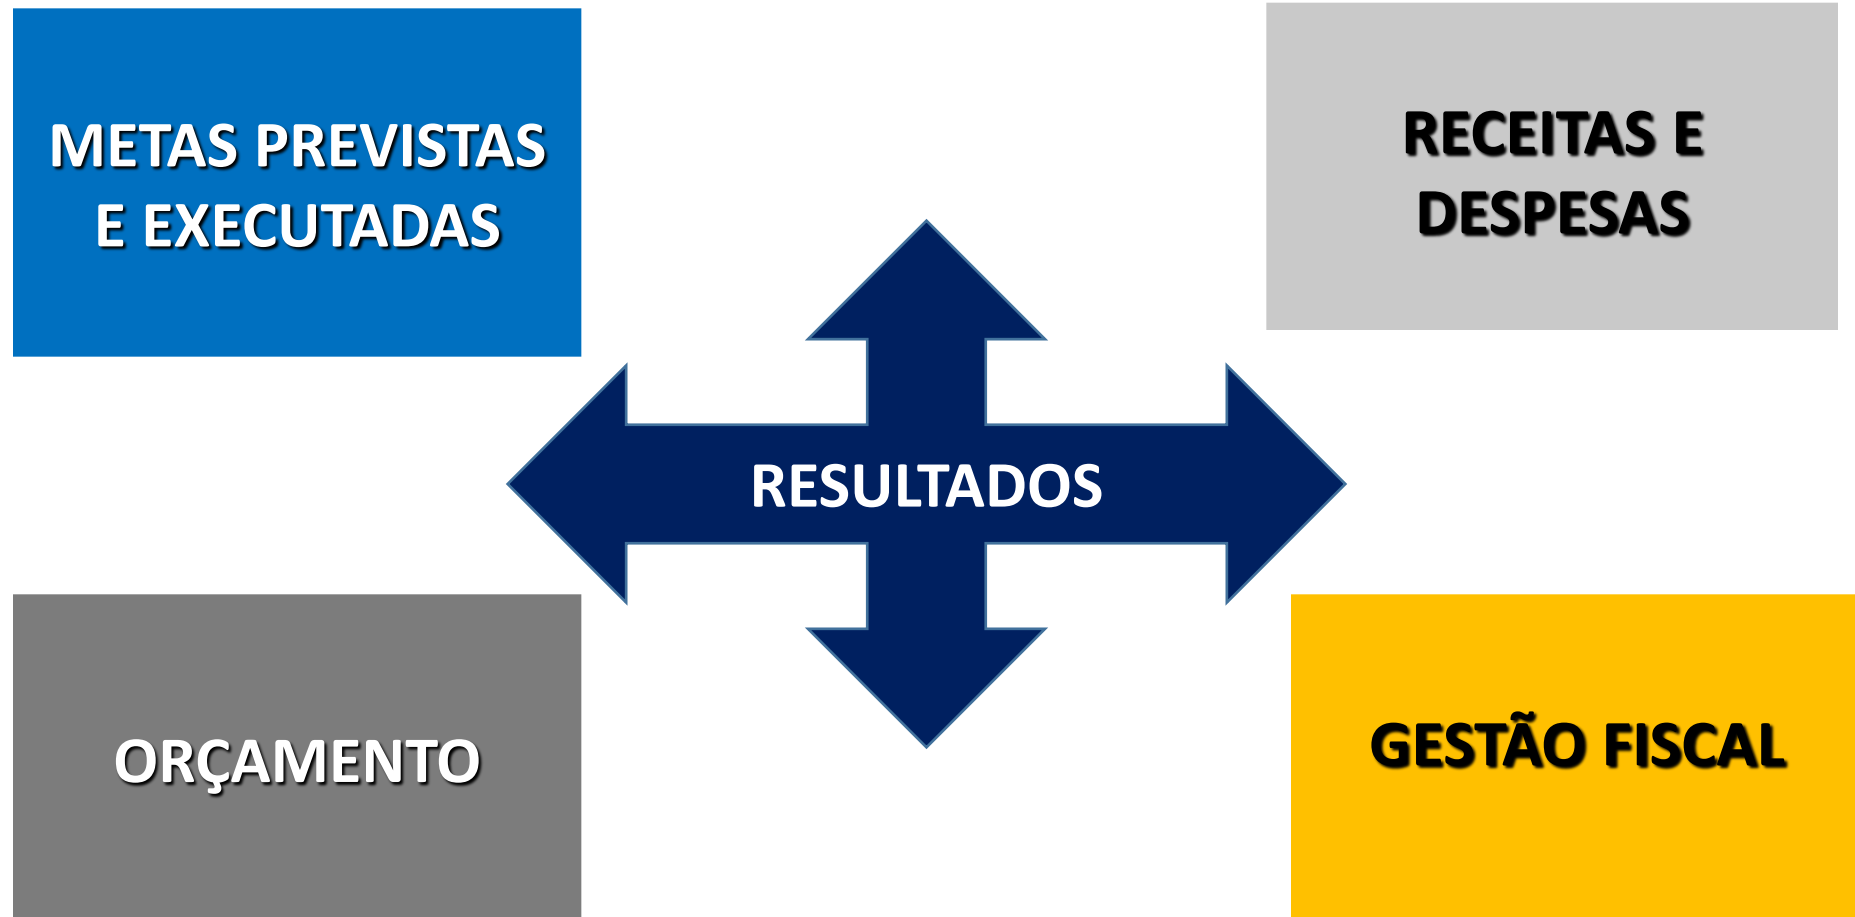 METAS PREVISTAS
E EXECUTADAS
RECEITAS E
DESPESAS
RESULTADOS
ORÇAMENTO
GESTÃO FISCAL